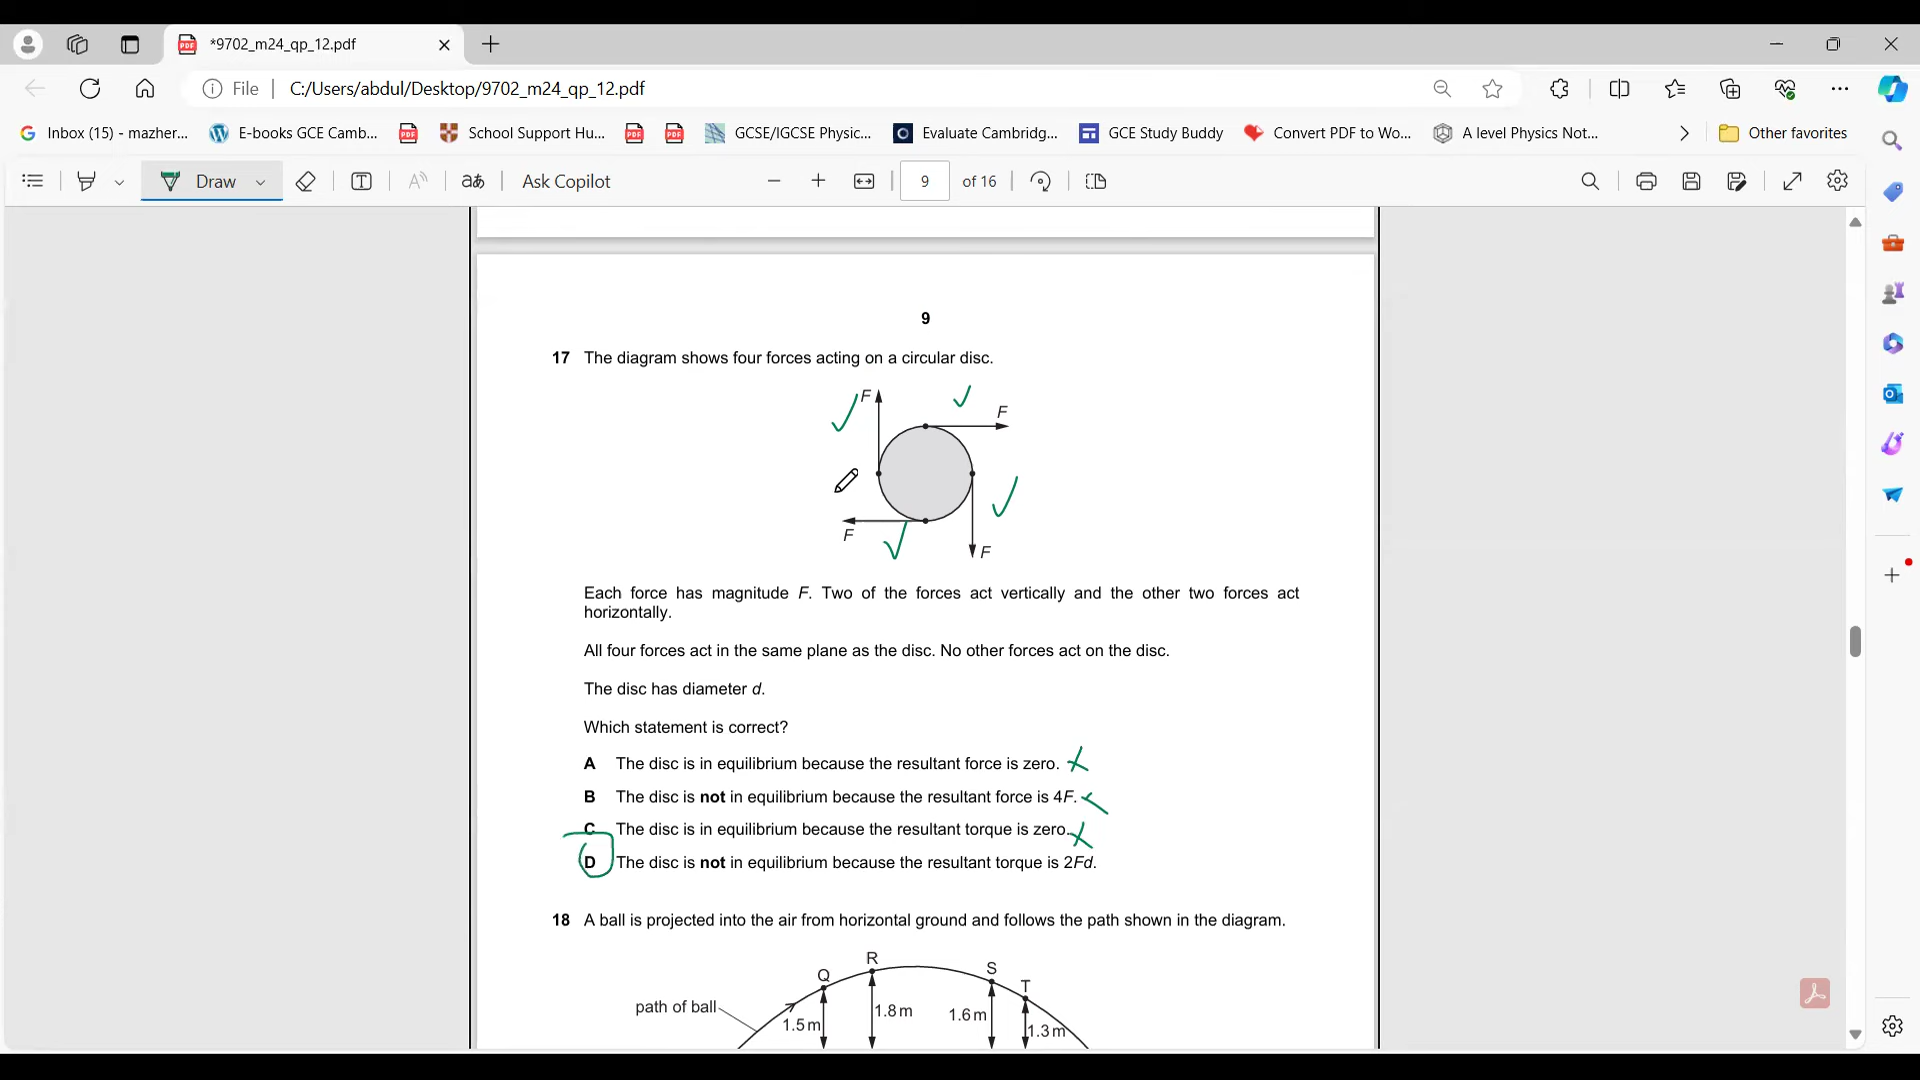 *9702_m24_qp_12.pdf
File
C:/Users/abdul/Desktop/9702_m24_qp_12.pdf
Inbox (15) - mazher...
E-books GCE Camb...
School Support Hu...
GCSE/IGCSE Physic...
Evaluate Cambridg...
GCE Study Buddy
Convert PDF to Wo...
A level Physics Not...
Other favorites
Draw
Ask Copilot
9
of 16
9
17 The diagram shows four forces acting on a circular disc.
F
F
F
F
Each force has magnitude F. Two of the forces act vertically and the other two forces act
horizontally.
All four forces act in the same plane as the disc. No other forces act on the disc.
The disc has diameter d.
Which statement is correct?
A The disc is in equilibrium because the resultant force is zero.
B The disc is not in equilibrium because the resultant force is 4F.
C The disc is in equilibrium because the resultant torque is zero.
D The disc is not in equilibrium because the resultant torque is 2Fd.
18 A ball is projected into the air from horizontal ground and follows the path shown in the diagram.
R
S
Q
T
path of ball
1.5 m
1.8 m
1.6 m
1.3 m